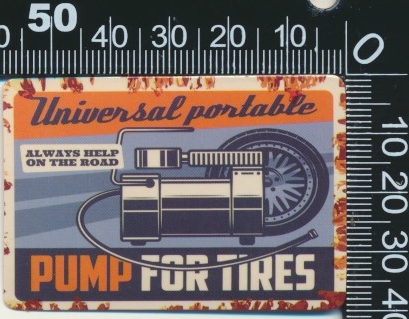 50 40 30 20 10 0
Universal portable
ALWAYS HELP
ON THE ROAD
PUMP FOR TIRES
10
20
30
40